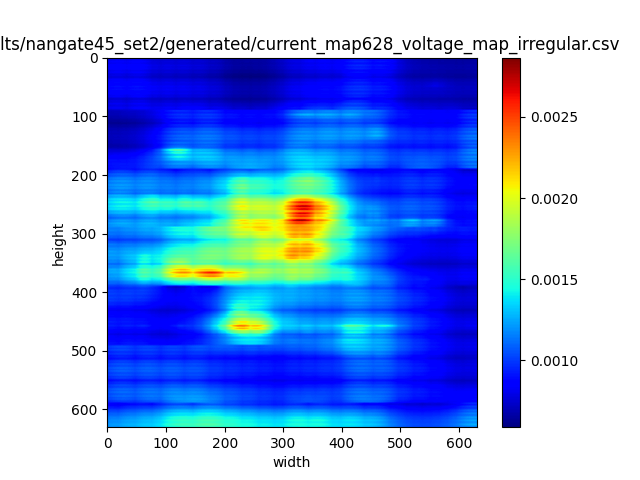 lts/nangate45_set2/generated/current_map628_voltage_map_irregular.csv
0
100
200
300
400
500
600
height
0 100 200 300 400 500 600
width
0.0025
0.0020
0.0015
0.0010